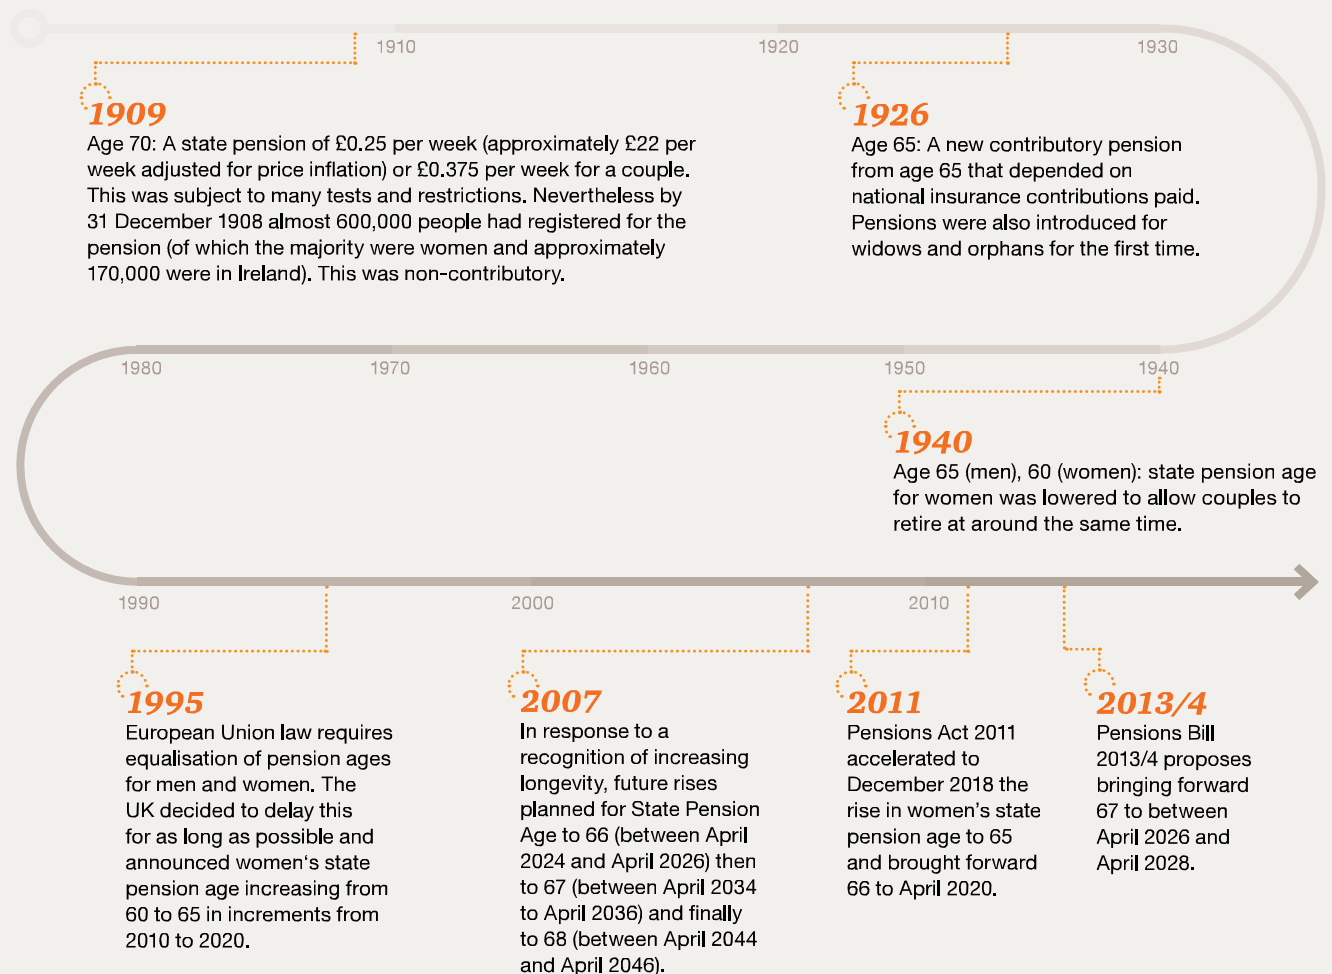 1910
1920
1930
1909
Age 70: A state pension of £0.25 per week (approximately £22 per
week adjusted for price inflation) or £0.375 per week for a couple.
This was subject to many tests and restrictions. Nevertheless by
31 December 1908 almost 600,000 people had registered for the
pension (of which the majority were women and approximately
170,000 were in Ireland). This was non-contributory.
1926
Age 65: A new contributory pension
from age 65 that depended on
national insurance contributions paid.
Pensions were also introduced for
widows and orphans for the first time.
1980
1970
1960
1950
1940
1940
Age 65 (men), 60 (women): state pension age
for women was lowered to allow couples to
retire at around the same time.
1990
2000
2010
1995
European Union law requires
equalisation of pension ages
for men and women. The
UK decided to delay this
for as long as possible and
announced women‘s state
pension age increasing from
60 to 65 in increments from
2010 to 2020.
2007
In response to a
recognition of increasing
longevity, future rises
planned for State Pension
Age to 66 (between April
2024 and April 2026) then
to 67 (between April 2034
to April 2036) and finally
to 68 (between April 2044
and April 2046).
2011
Pensions Act 2011
accelerated to
December 2018 the
rise in women’s state
pension age to 65
and brought forward
66 to April 2020.
2013/4
Pensions Bill
2013/4 proposes
bringing forward
67 to between
April 2026 and
April 2028.